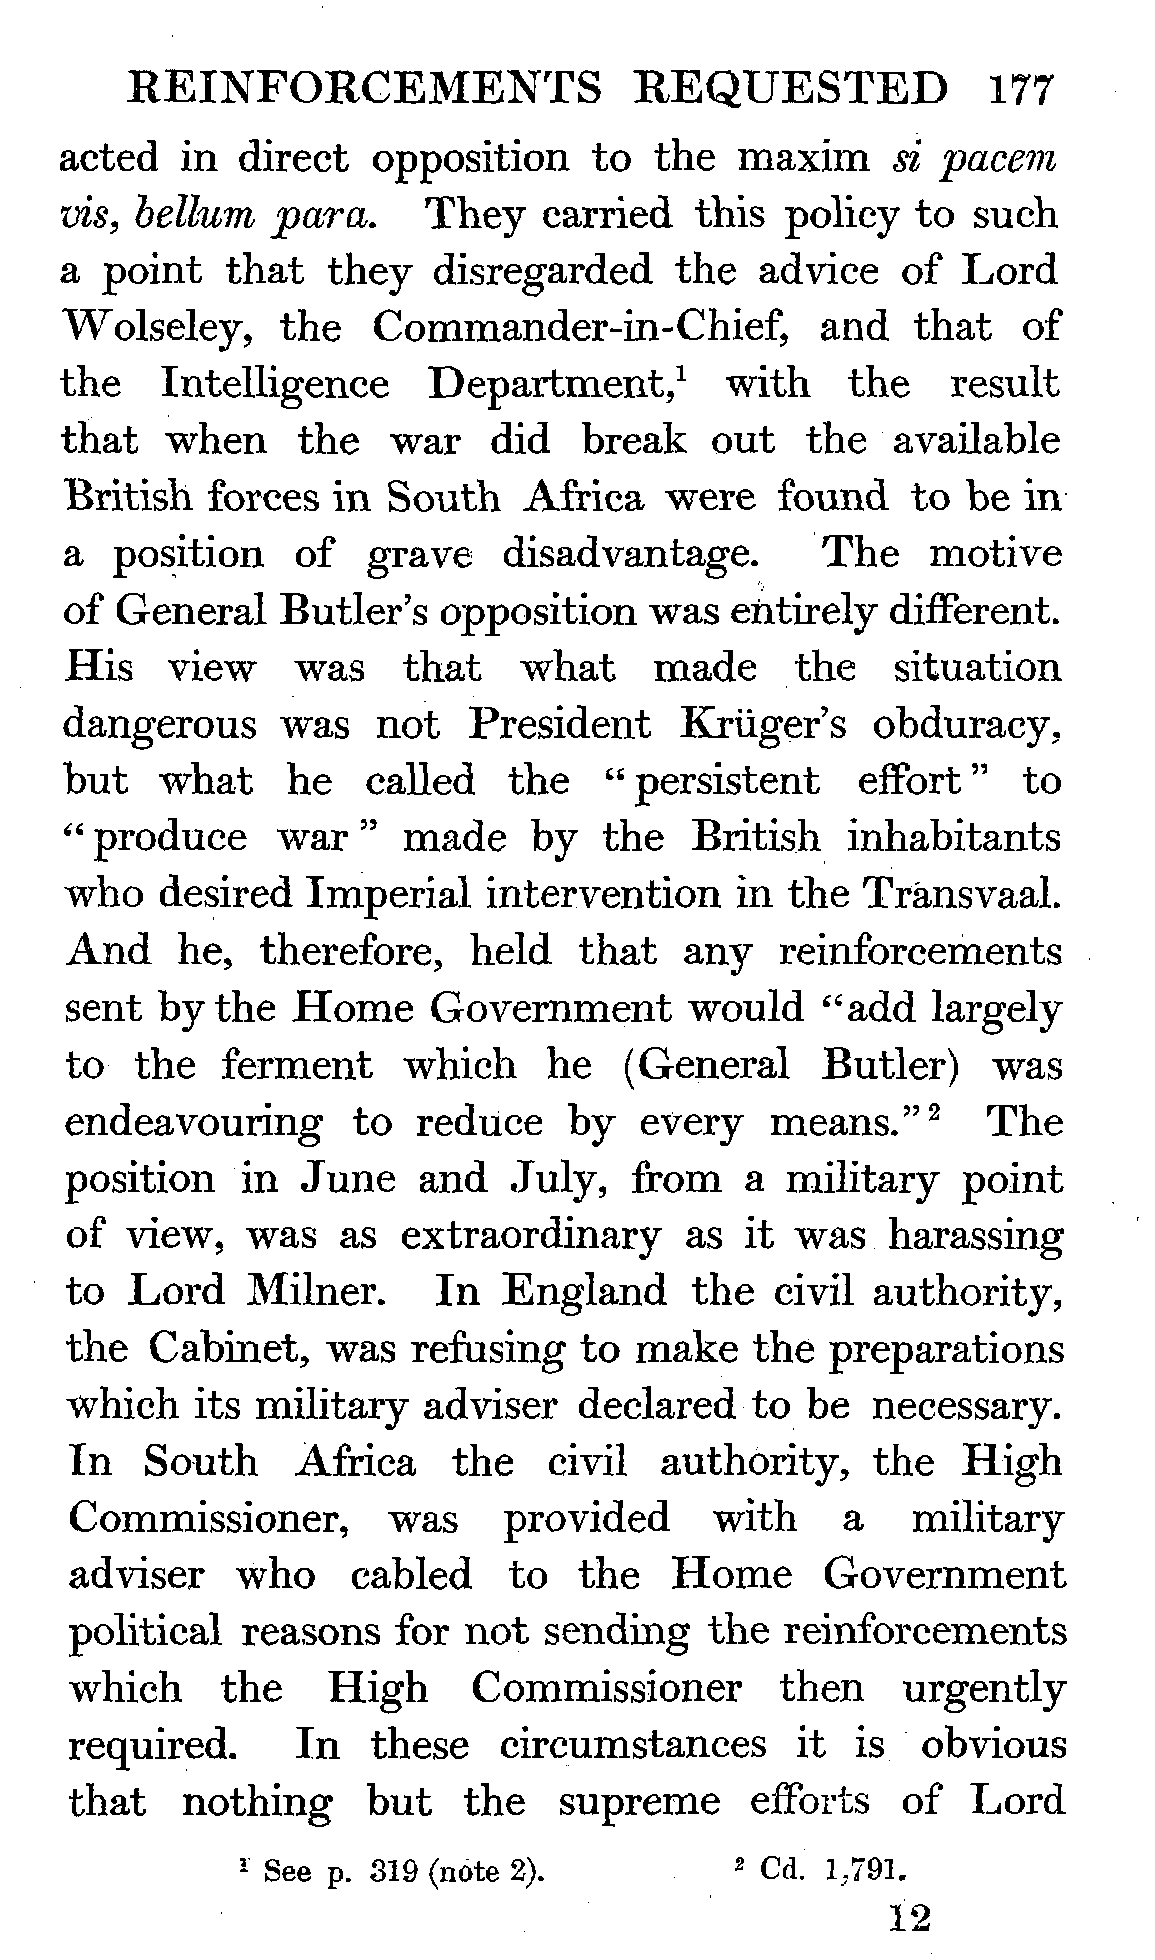 REINFORCEMENTS REQUESTED 177
acted in direct opposition to the maxim si pacem
vis, bellum para. They carried this policy to such
a point that they disregarded the advice of Lord
Wolseley, the Commander-in-Chief, and that of
the Intelligence Department,¹ with the result
that when the war did break out the available
British forces in South Africa were found to be in
a position of grave disadvantage. The motive
of General Butler's opposition was entirely different.
His view was that what made the situation
dangerous was not President Krüger's obduracy,
but what he called the "persistent effort" to
"produce war" made by the British inhabitants
who desired Imperial intervention in the Transvaal.
And he, therefore, held that any reinforcements
sent by the Home Government would "add largely
to the ferment which he (General Butler) was
endeavouring to reduce by every means."² The
position in June and July, from a military point
of view, was as extraordinary as it was harassing
to Lord Milner. In England the civil authority,
the Cabinet, was refusing to make the preparations
which its military adviser declared to be necessary.
In South Africa the civil authority, the High
Commissioner, was provided with a military
adviser who cabled to the Home Government
political reasons for not sending the reinforcements
which the High Commissioner then urgently
required. In these circumstances it is obvious
that nothing but the supreme efforts of Lord
¹ See p. 319 (note 2). ² Cd. 1,791.
12